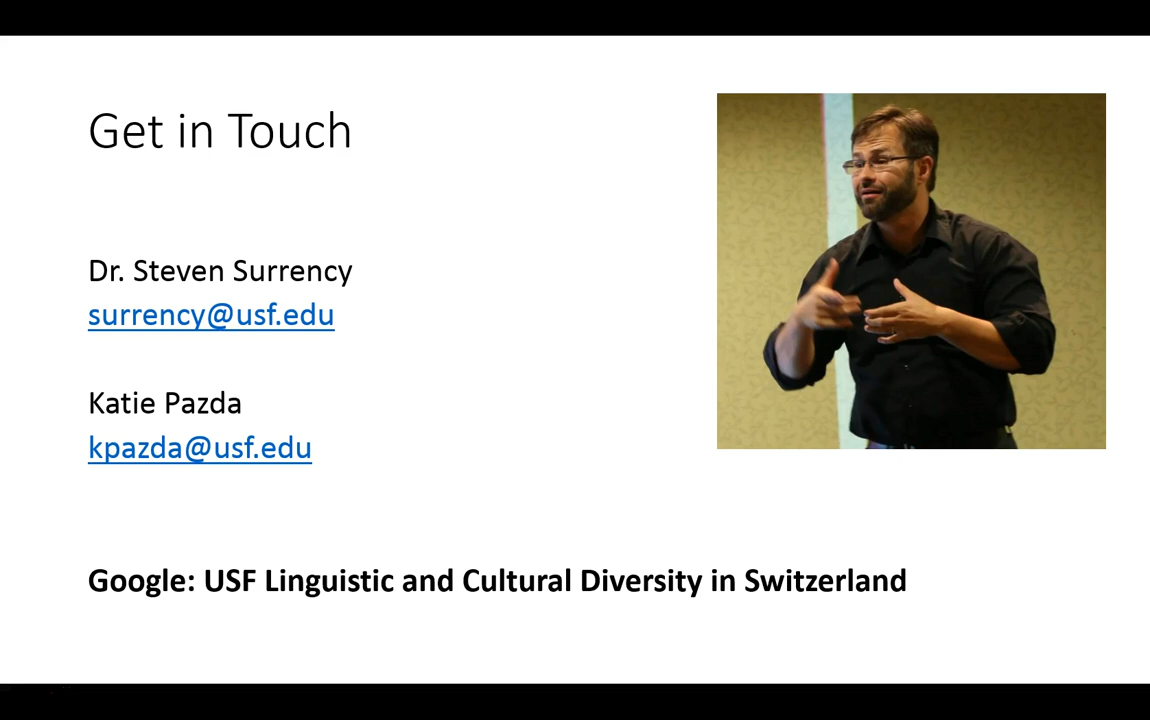 Get in Touch
Dr. Steven Surrency
surrency@usf.edu
Katie Pazda
kpazda@usf.edu
Google: USF Linguistic and Cultural Diversity in Switzerland